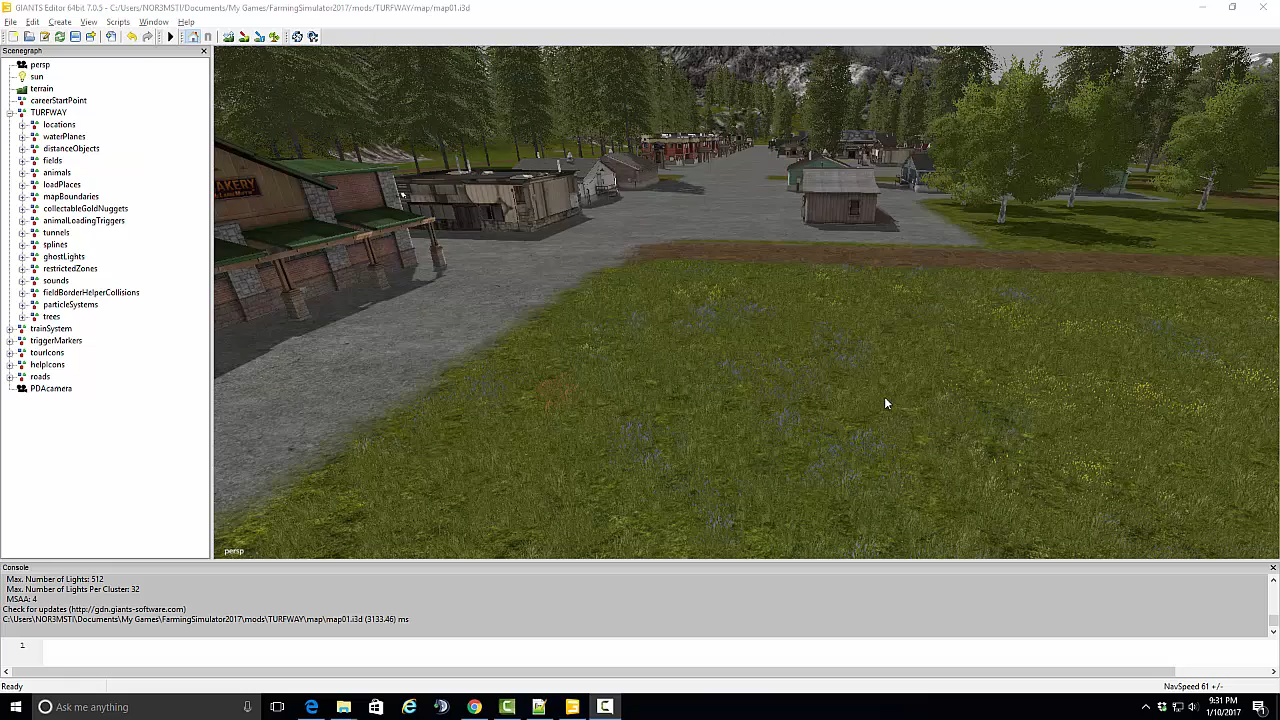 GIANTS Editor 64bit 7.0.5 - C:/Users/NOR3MSTI/Documents/My Games/FarmingSimulator2017/mods/TURFWAY/map/map01.i3d
File Edit Create View Scripts Window Help
Scenegraph
persp
sun
terrain
careerStartPoint
TURFWAY
locations
waterPlanes
distanceObjects
fields
animals
loadPlaces
mapBoundaries
collectableGoldNuggets
animalLoadingTriggers
tunnels
splines
ghostLights
restrictedZones
sounds
fieldBorderHelperCollisions
particleSystems
trees
trainSystem
triggerMarkers
tourIcons
helpIcons
roads
PDAcamera
AKERY
persp
Console
Max. Number of Lights: 512
Max. Number of Lights Per Cluster: 32
MSAA: 4
Check for updates (http://gdn.giants-software.com)
C:\Users\NOR3MSTI\Documents\My Games\FarmingSimulator2017\mods\TURFWAY\map\map01.i3d (3133.46) ms
1
Ready
NavSpeed 61 +/-
Ask me anything
9:31 PM
1/10/2017